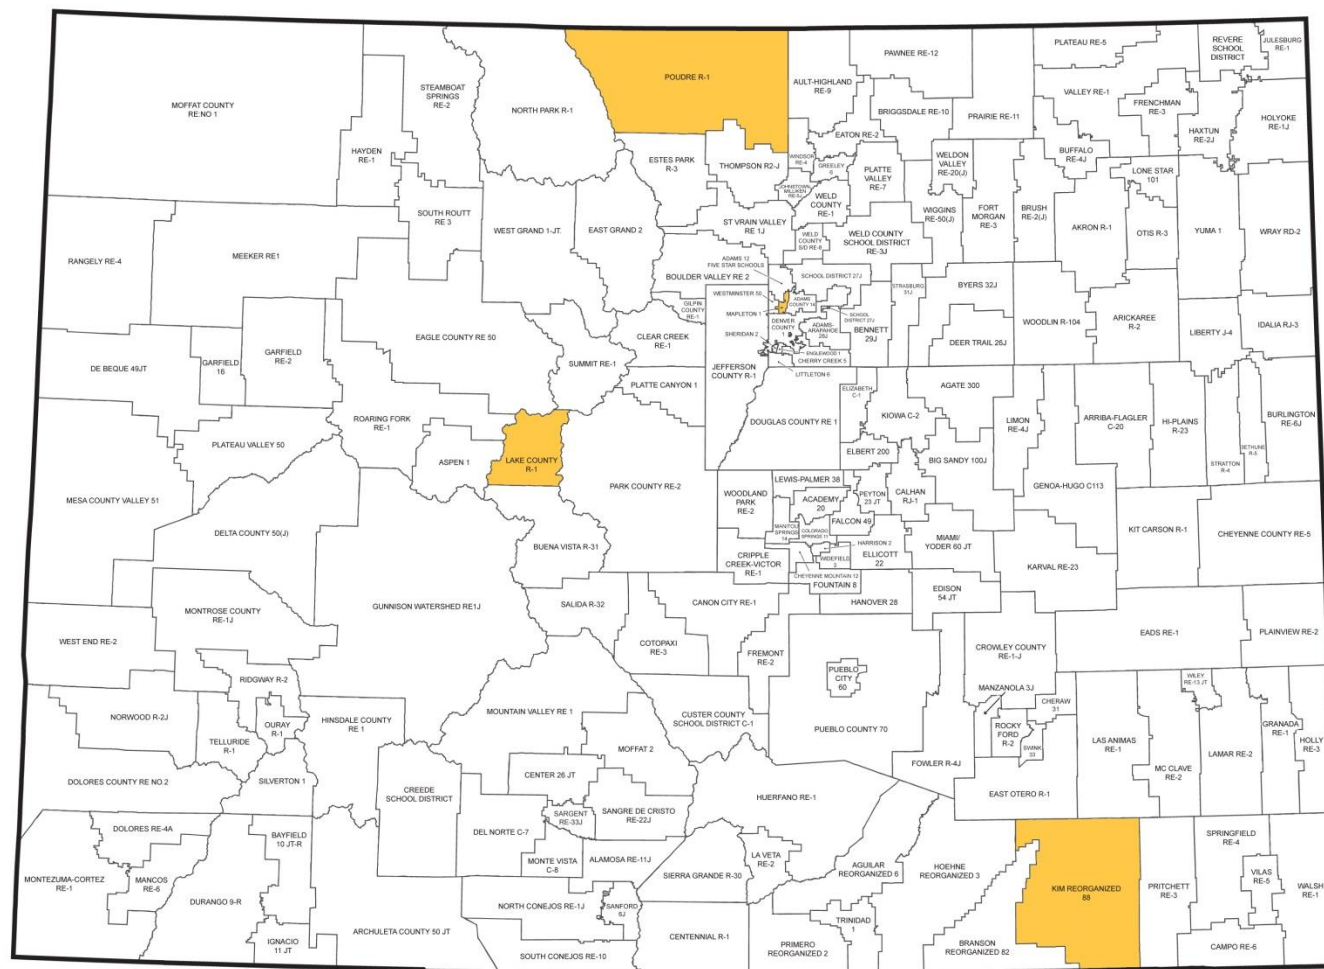 MOFFAT COUNTY
RE:NO 1
STEAMBOAT
SPRINGS
RE-2
HAYDEN
RE-1
NORTH PARK R-1
POUDRE R-1
AULT-HIGHLAND
RE-9
PAWNEE RE-12
BRIGGSDALE RE-10
PRAIRIE RE-11
PLATEAU RE-5
REVERE
SCHOOL
DISTRICT
JULESBURG
RE-1
VALLEY RE-1
FRENCHMAN
RE-3
HAXTUN
RE-2J
HOLYOKE
RE-1J
BUFFALO
RE-4J
LONE STAR
101
EATON RE-2
WINDSOR
RE-4
GREELEY
6
PLATTE
VALLEY
RE-7
WELDON
VALLEY
RE-20(J)
ESTES PARK
R-3
THOMPSON R2-J
JOHNSTOWN
MILLIKEN
RE-5J
WELD
COUNTY
RE-1
WIGGINS
RE-50(J)
FORT
MORGAN
RE-3
BRUSH
RE-2(J)
AKRON R-1
OTIS R-3
YUMA 1
WRAY RD-2
SOUTH ROUTT
RE 3
WEST GRAND 1-JT.
EAST GRAND 2
ST VRAIN VALLEY
RE 1J
WELD
COUNTY
S/D RE-8
WELD COUNTY
SCHOOL DISTRICT
RE-3J
RANGELY RE-4
MEEKER RE1
ADAMS 12
FIVE STAR SCHOOLS
BOULDER VALLEY RE 2
SCHOOL DISTRICT 27J
STRASBURG
31J
BYERS 32J
WOODLIN R-104
ARICKAREE
R-2
LIBERTY J-4
IDALIA RJ-3
WESTMINSTER 50
ADAMS
COUNTY 14
MAPLETON 1
SCHOOL
DISTRICT 27J
GILPIN
COUNTY
RE-1
DENVER
COUNTY
1
ADAMS-
ARAPAHOE
28J
BENNETT
29J
DEER TRAIL 26J
SHERIDAN 2
ENGLEWOOD 1
CHERRY CREEK 5
LITTLETON 6
CLEAR CREEK
RE-1
EAGLE COUNTY RE 50
SUMMIT RE-1
GARFIELD
RE-2
GARFIELD
16
DE BEQUE 49JT
JEFFERSON
COUNTY R-1
PLATTE CANYON 1
DOUGLAS COUNTY RE 1
ELIZABETH
C-1
KIOWA C-2
AGATE 300
LIMON
RE-4J
ARRIBA-FLAGLER
C-20
HI-PLAINS
R-23
STRATTON
R-4
BETHUNE
R-5
BURLINGTON
RE-6J
ROARING FORK
RE-1
PLATEAU VALLEY 50
ASPEN 1
LAKE COUNTY
R-1
ELBERT 200
BIG SANDY 100J
GENOA-HUGO C113
MESA COUNTY VALLEY 51
PARK COUNTY RE-2
WOODLAND
PARK
RE-2
LEWIS-PALMER 38
ACADEMY
20
PEYTON
23 JT
CALHAN
RJ-1
FALCON 49
MANITOU
SPRINGS
14
COLORADO
SPRINGS 11
HARRISON 2
WIDEFIELD
3
ELLICOTT
22
MIAMI/
YODER 60 JT
KIT CARSON R-1
CHEYENNE COUNTY RE-5
DELTA COUNTY 50(J)
BUENA VISTA R-31
CRIPPLE
CREEK-VICTOR
RE-1
CHEYENNE MOUNTAIN 12
FOUNTAIN 8
KARVAL RE-23
GUNNISON WATERSHED RE1J
SALIDA R-32
CANON CITY RE-1
HANOVER 28
EDISON
54 JT
MONTROSE COUNTY
RE-1J
WEST END RE-2
COTOPAXI
RE-3
FREMONT
RE-2
PUEBLO
CITY
60
CROWLEY COUNTY
RE-1-J
EADS RE-1
PLAINVIEW RE-2
RIDGWAY R-2
MANZANOLA 3J
CHERAW
31
WILEY
RE-13 JT
NORWOOD R-2J
TELLURIDE
R-1
OURAY
R-1
HINSDALE COUNTY
RE 1
MOUNTAIN VALLEY RE 1
CUSTER COUNTY
SCHOOL DISTRICT C-1
PUEBLO COUNTY 70
ROCKY
FORD
R-2
SWINK
33
LAS ANIMAS
RE-1
MC CLAVE
RE-2
LAMAR RE-2
GRANADA
RE-1
HOLLY
RE-3
MOFFAT 2
FOWLER R-4J
DOLORES COUNTY RE NO.2
SILVERTON 1
CREEDE
SCHOOL DISTRICT
CENTER 26 JT
HUERFANO RE-1
EAST OTERO R-1
SARGENT
RE-33J
SANGRE DE CRISTO
RE-22J
DEL NORTE C-7
DOLORES RE-4A
BAYFIELD
10 JT-R
MONTE VISTA
C-8
ALAMOSA RE-11J
LA VETA
RE-2
SIERRA GRANDE R-30
AGUILAR
REORGANIZED 6
HOEHNE
REORGANIZED 3
KIM REORGANIZED
88
PRITCHETT
RE-3
SPRINGFIELD
RE-4
VILAS
RE-5
WALSH
RE-1
MONTEZUMA-CORTEZ
RE-1
MANCOS
RE-6
DURANGO 9-R
NORTH CONEJOS RE-1J
SANFORD
6J
TRINIDAD
1
ARCHULETA COUNTY 50 JT
IGNACIO
11 JT
SOUTH CONEJOS RE-10
CENTENNIAL R-1
PRIMERO
REORGANIZED 2
BRANSON
REORGANIZED 82
CAMPO RE-6